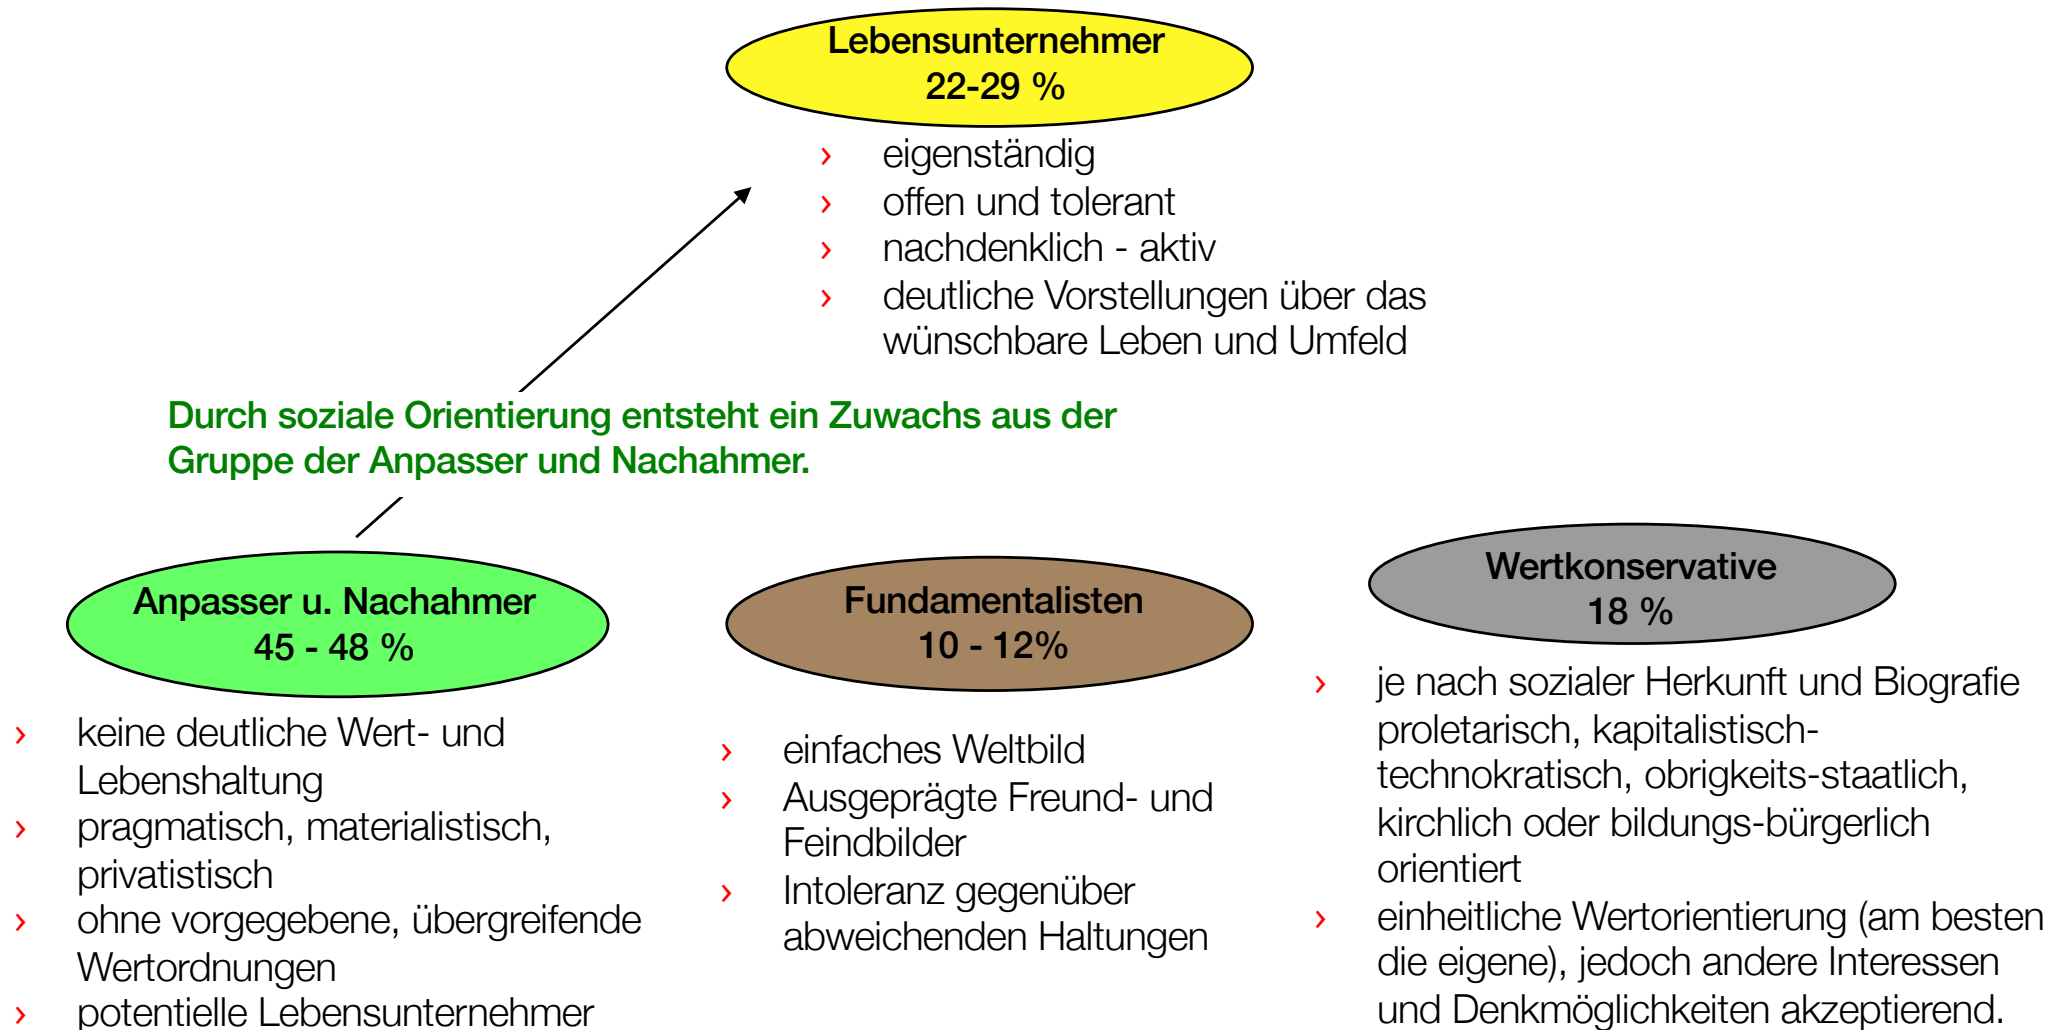 Lebensunternehmer
22-29 %
› eigenständig
› offen und tolerant
› nachdenklich - aktiv
› deutliche Vorstellungen über das
wünschbare Leben und Umfeld
Durch soziale Orientierung entsteht ein Zuwachs aus der
Gruppe der Anpasser und Nachahmer.
Anpasser u. Nachahmer
45 - 48 %
› keine deutliche Wert- und
Lebenshaltung
› pragmatisch, materialistisch,
privatistisch
› ohne vorgegebene, übergreifende
Wertordnungen
› potentielle Lebensunternehmer
Fundamentalisten
10 - 12%
› einfaches Weltbild
› Ausgeprägte Freund- und
Feindbilder
› Intoleranz gegenüber
abweichenden Haltungen
Wertkonservative
18 %
› je nach sozialer Herkunft und Biografie
proletarisch, kapitalistisch-
technokratisch, obrigkeits-staatlich,
kirchlich oder bildungs-bürgerlich
orientiert
› einheitliche Wertorientierung (am besten
die eigene), jedoch andere Interessen
und Denkmöglichkeiten akzeptierend.